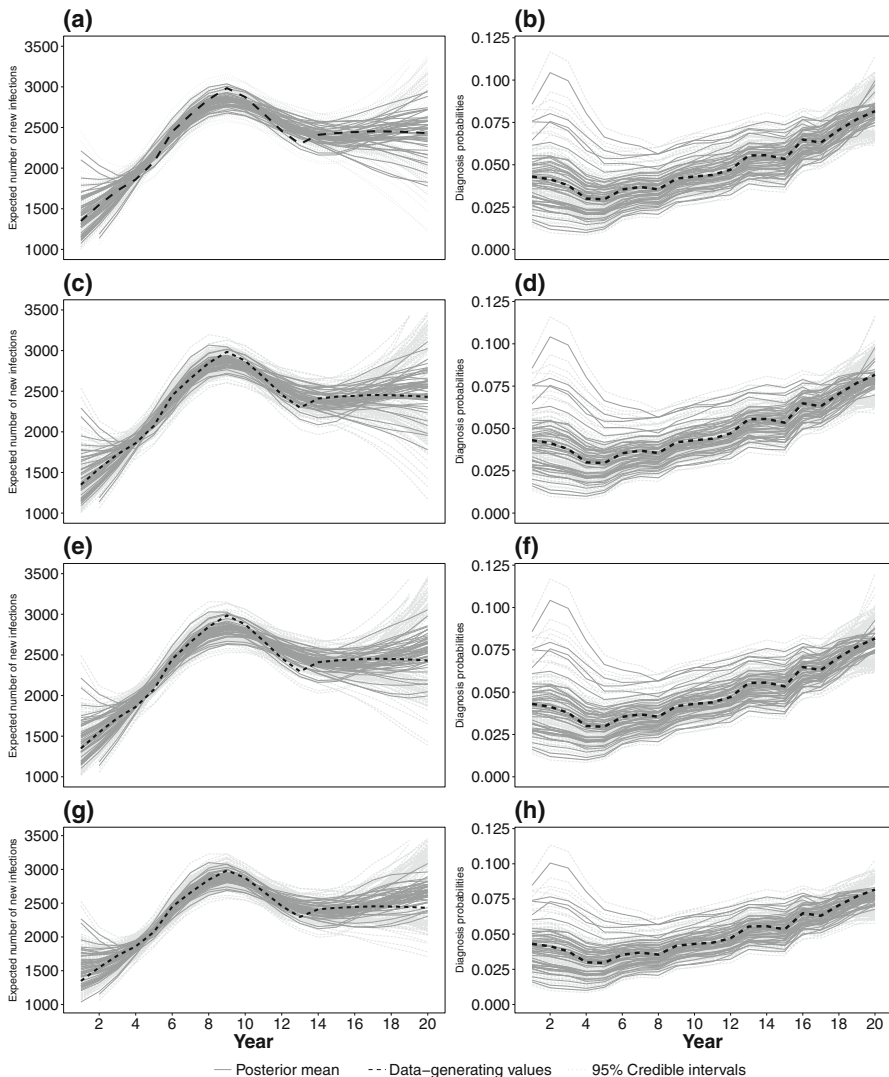 (a)
(b)
Expected number of new infections
3500
3000
2500
2000
1500
1000
Diagnosis probabilities
0.125
0.100
0.075
0.050
0.025
0.000
(c)
(d)
Expected number of new infections
3500
3000
2500
2000
1500
1000
Diagnosis probabilities
0.125
0.100
0.075
0.050
0.025
0.000
(e)
(f)
Expected number of new infections
3500
3000
2500
2000
1500
1000
Diagnosis probabilities
0.125
0.100
0.075
0.050
0.025
0.000
(g)
(h)
Expected number of new infections
3500
3000
2500
2000
1500
1000
Diagnosis probabilities
0.125
0.100
0.075
0.050
0.025
0.000
2 4 6 8 10 12 14 16 18 20
Year
2 4 6 8 10 12 14 16 18 20
Year
Posterior mean
Data-generating values
95% Credible intervals